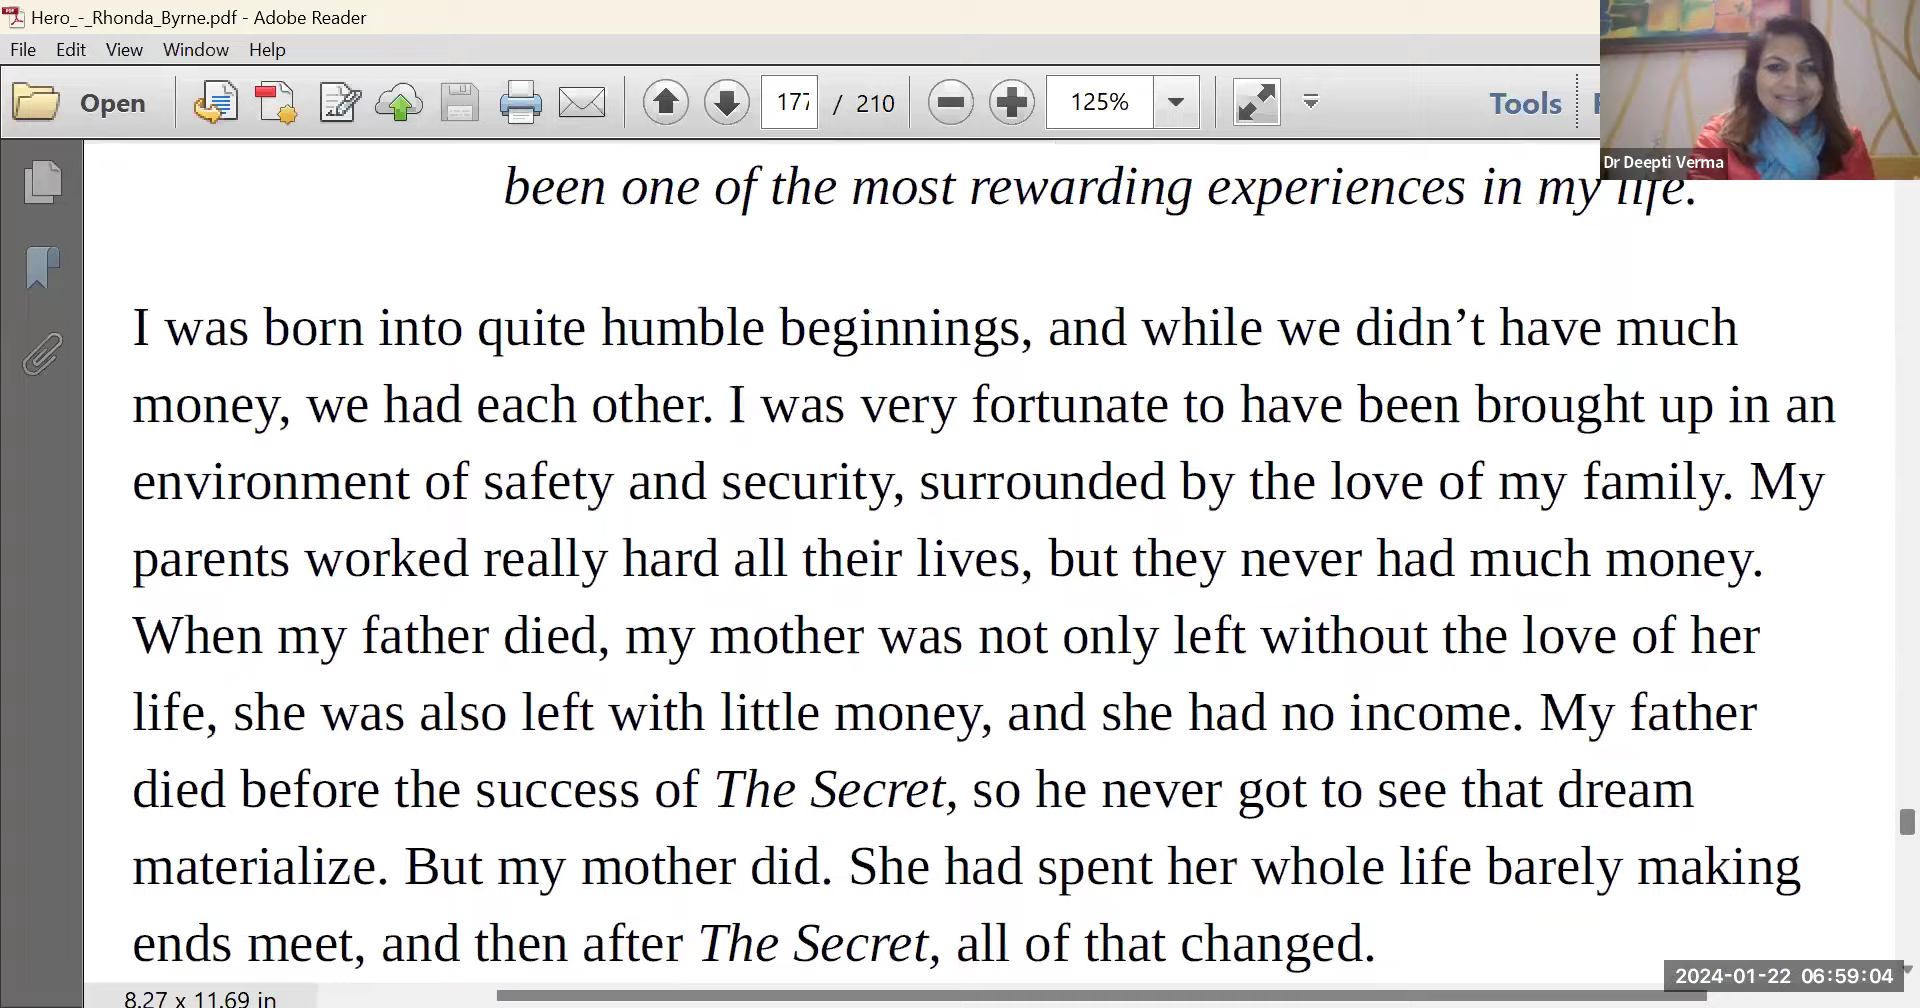 Hero_-_Rhonda_Byrne.pdf - Adobe Reader
File Edit View Window Help
Open 177 / 210 125% Tools
Dr Deepti Verma
been one of the most rewarding experiences in my life.
I was born into quite humble beginnings, and while we didn’t have much
money, we had each other. I was very fortunate to have been brought up in an
environment of safety and security, surrounded by the love of my family. My
parents worked really hard all their lives, but they never had much money.
When my father died, my mother was not only left without the love of her
life, she was also left with little money, and she had no income. My father
died before the success of The Secret, so he never got to see that dream
materialize. But my mother did. She had spent her whole life barely making
ends meet, and then after The Secret, all of that changed.
2024-01-22 06:59:04
8.27 x 11.69 in